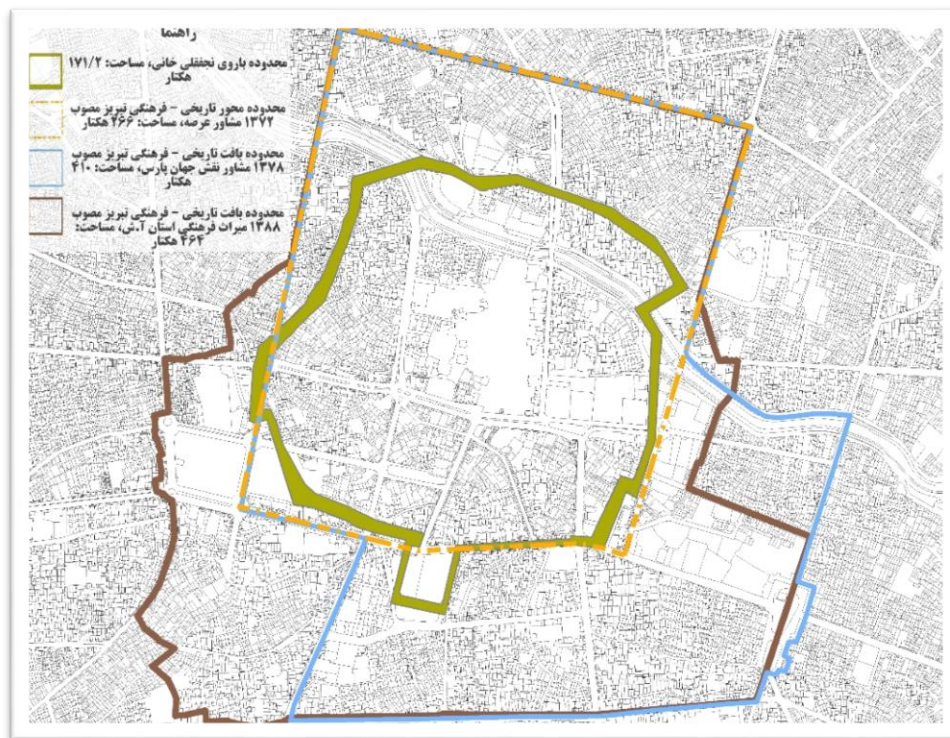 راهنما
محدوده باروی نجفقلی خانی، مساحت: ۱۷۱/۲
هکتار
محدوده محور تاریخی - فرهنگی تبریز مصوب
۱۳۷۲ مشاور عرصه، مساحت: ۲۶۶ هکتار
محدوده بافت تاریخی - فرهنگی تبریز مصوب
۱۳۷۸ مشاور نقش جهان پارس، مساحت: ۴۱۰
هکتار
محدوده بافت تاریخی - فرهنگی تبریز مصوب
۱۳۸۸ میراث فرهنگی استان آ.ش، مساحت:
۴۶۴ هکتار